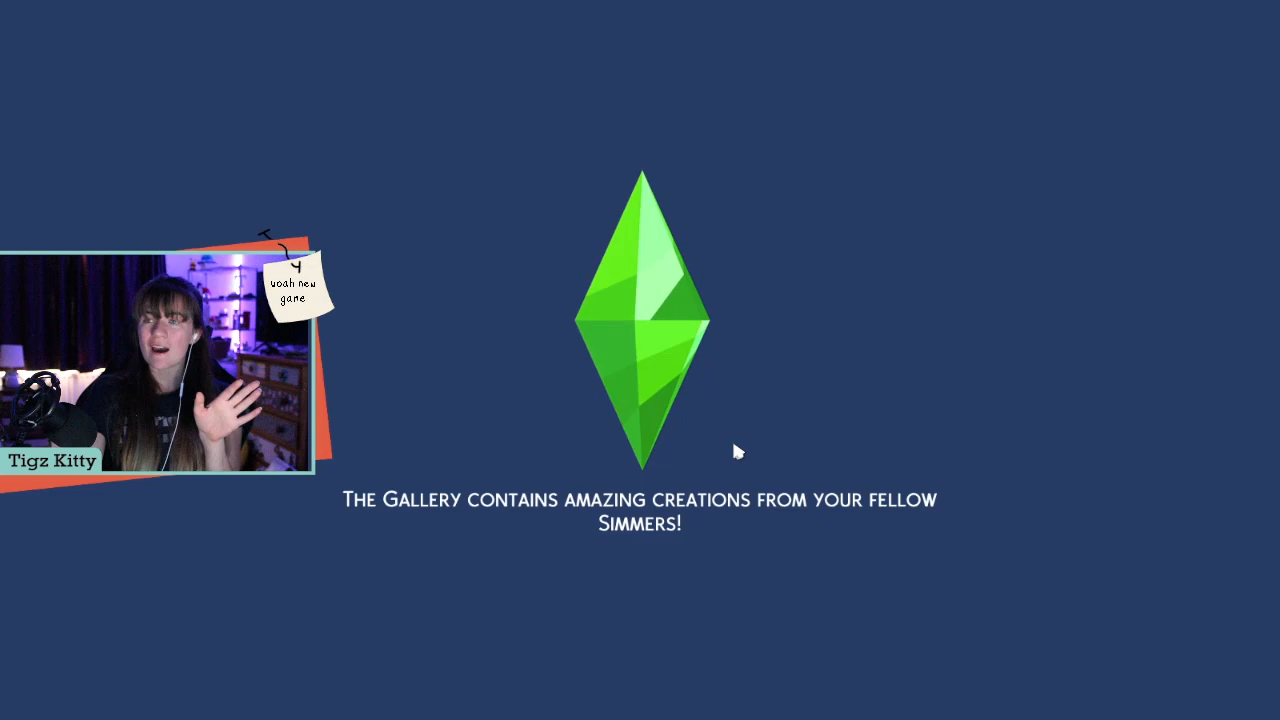 woah new
game
Tigz Kitty
The Gallery contains amazing creations from your fellow
Simmers!